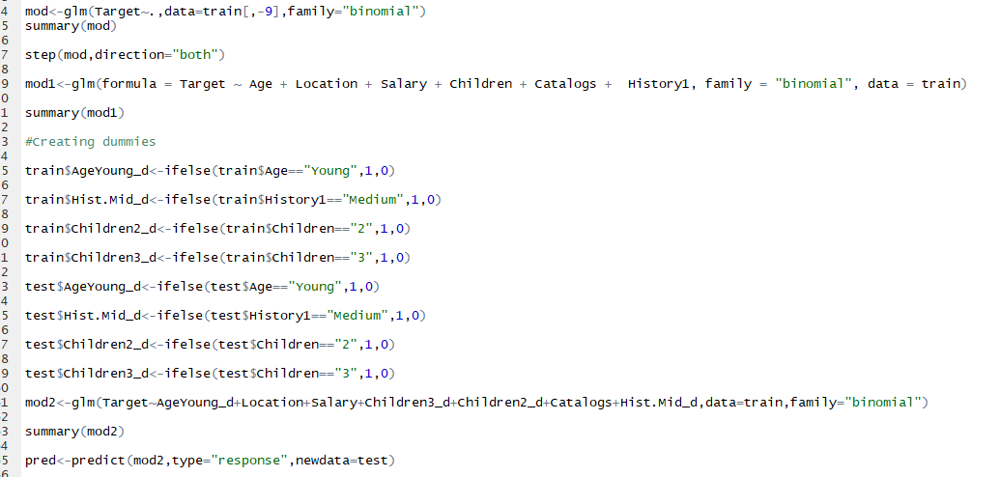 4 mod<-glm(Target~.,data=train[,-9],family="binomial")
5 summary(mod)
6
7 step(mod,direction="both")
8
9 mod1<-glm(formula = Target ~ Age + Location + Salary + Children + Catalogs +  History1, family = "binomial", data = train)
0
1 summary(mod1)
2
3 #Creating dummies
4
5 train$AgeYoung_d<-ifelse(train$Age=="Young",1,0)
6
7 train$Hist.Mid_d<-ifelse(train$History1=="Medium",1,0)
8
9 train$Children2_d<-ifelse(train$Children=="2",1,0)
0
1 train$Children3_d<-ifelse(train$Children=="3",1,0)
2
3 test$AgeYoung_d<-ifelse(test$Age=="Young",1,0)
4
5 test$Hist.Mid_d<-ifelse(test$History1=="Medium",1,0)
6
7 test$Children2_d<-ifelse(test$Children=="2",1,0)
8
9 test$Children3_d<-ifelse(test$Children=="3",1,0)
0
1 mod2<-glm(Target~AgeYoung_d+Location+Salary+Children3_d+Children2_d+Catalogs+Hist.Mid_d,data=train,family="binomial")
2
3 summary(mod2)
4
5 pred<-predict(mod2,type="response",newdata=test)
6